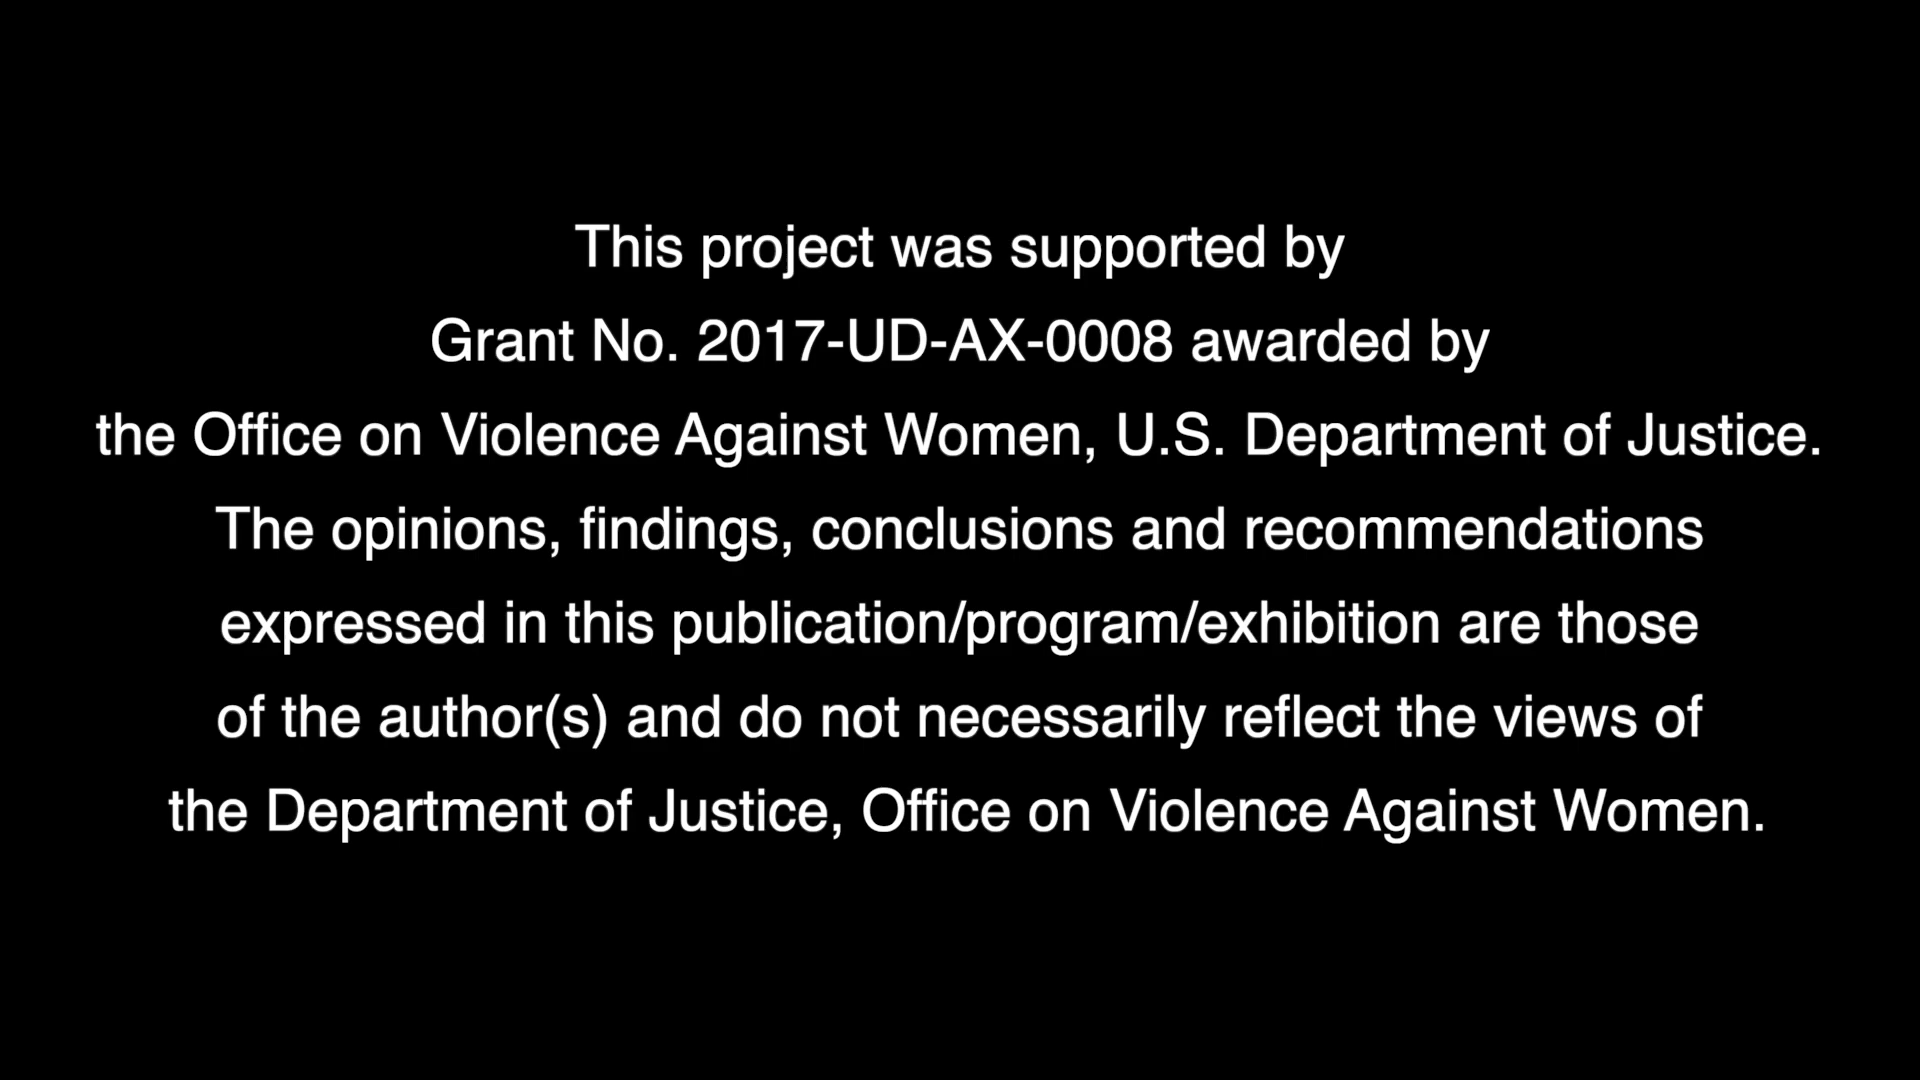 This project was supported by
Grant No. 2017-UD-AX-0008 awarded by
the Office on Violence Against Women, U.S. Department of Justice.
The opinions, findings, conclusions and recommendations
expressed in this publication/program/exhibition are those
of the author(s) and do not necessarily reflect the views of
the Department of Justice, Office on Violence Against Women.